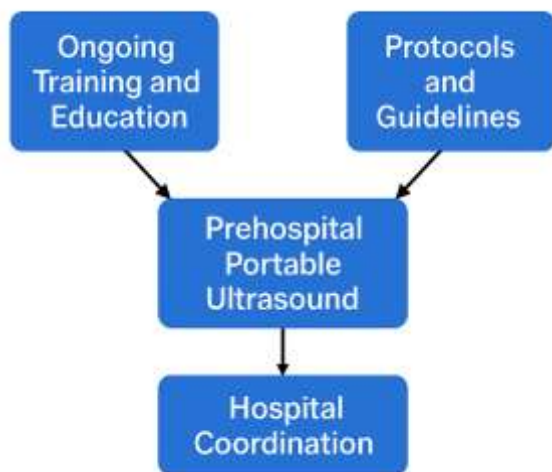 Ongoing
Training and
Education
Protocols
and
Guidelines
Prehospital
Portable
Ultrasound
Hospital
Coordination